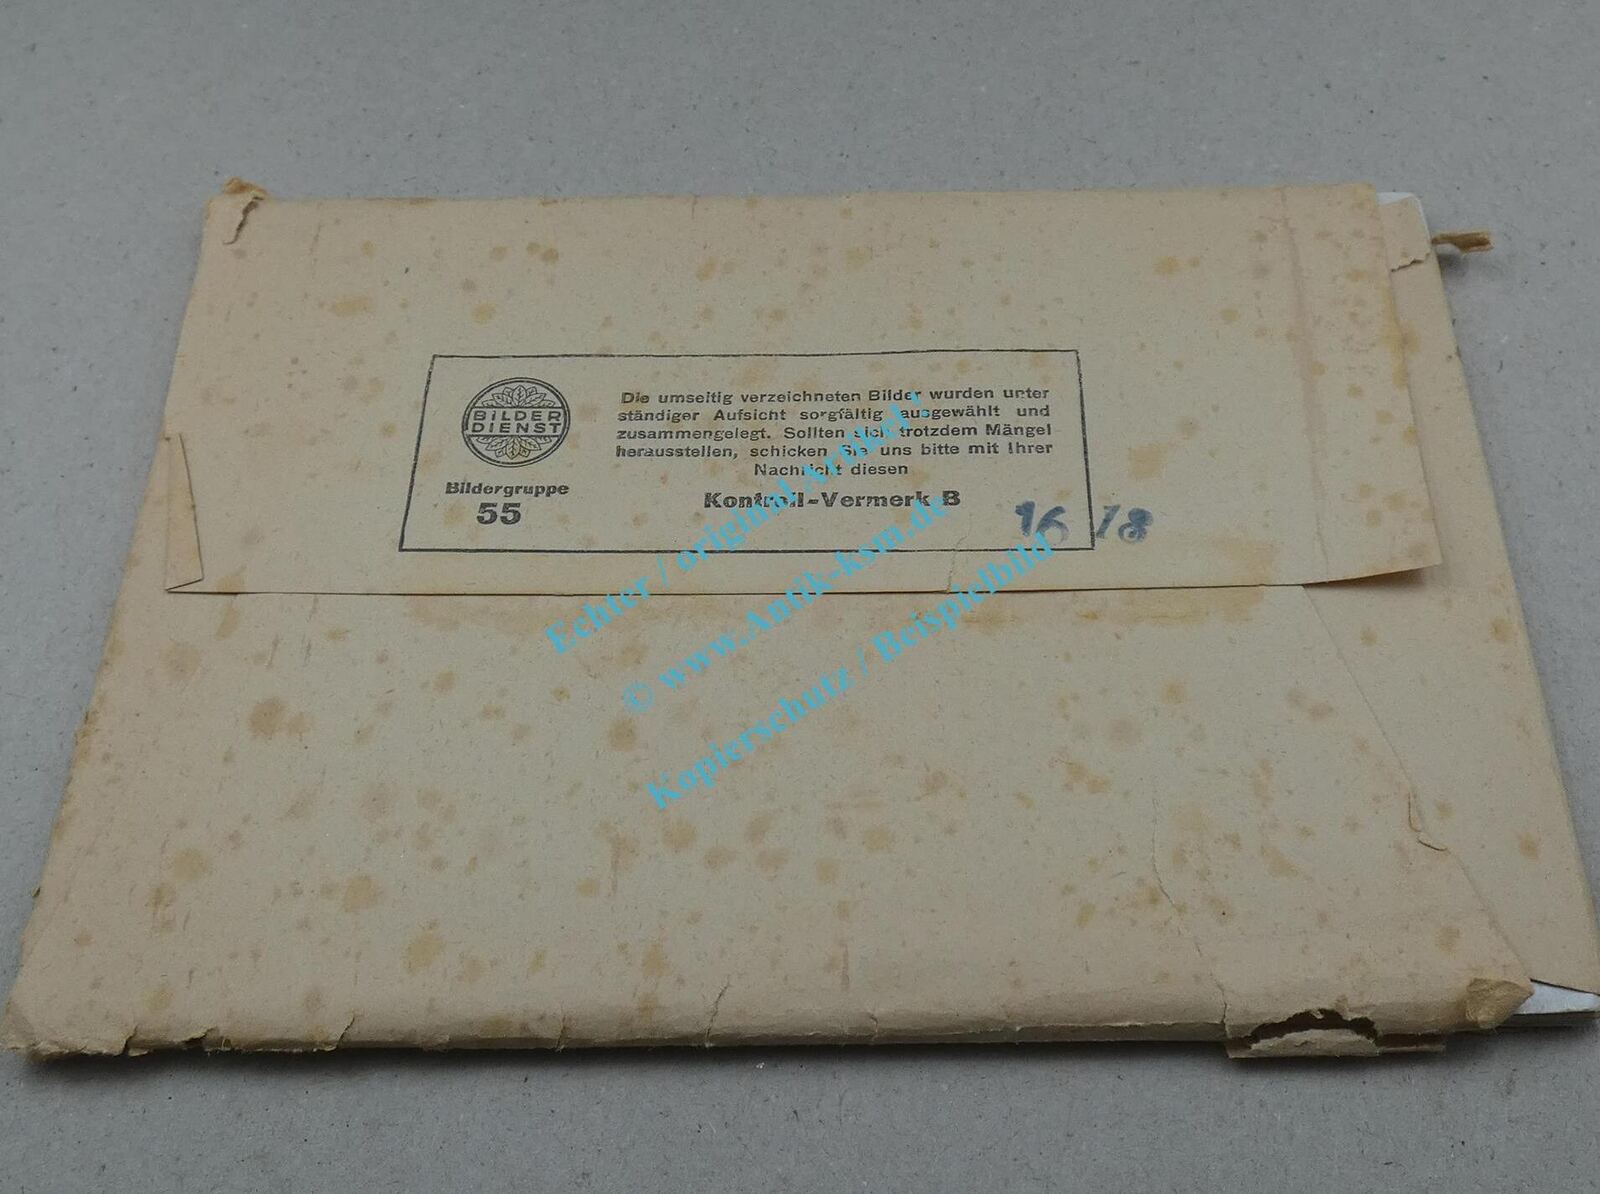 BILDER
DIENST
Bildergruppe
55
Die umseitig verzeichneten Bilder wurden unter
ständiger Aufsicht sorgfältig ausgewählt und
zusammengelegt. Sollten sich trotzdem Mängel
herausstellen, schicken Sie uns bitte mit Ihrer
Nachricht diesen
Kontroll-Vermerk B
16 18
Echter / original Artikel !
© www.Antik-ksm.de
Kopierschutz / Beispielbild